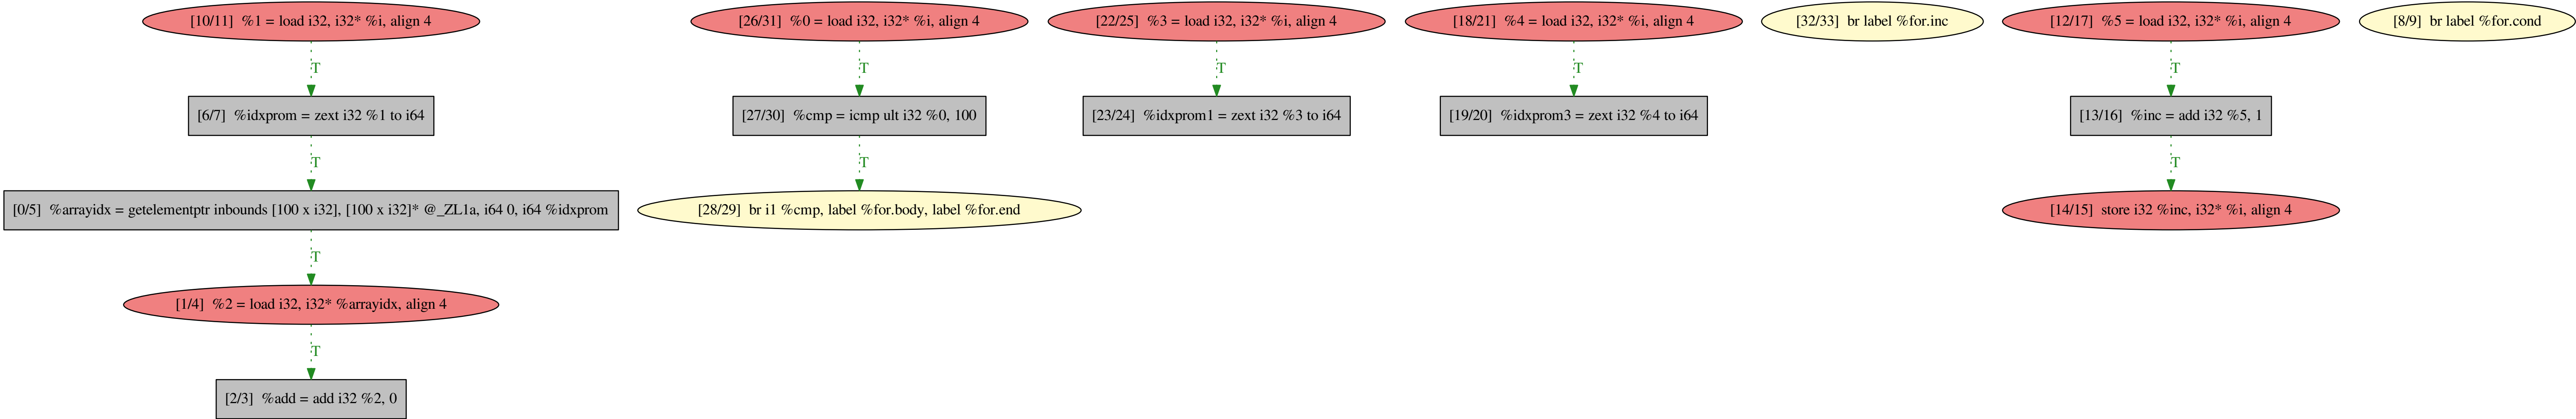 [10/11]  %1 = load i32, i32* %i, align 4
[26/31]  %0 = load i32, i32* %i, align 4
[22/25]  %3 = load i32, i32* %i, align 4
[18/21]  %4 = load i32, i32* %i, align 4
[32/33]  br label %for.inc
[12/17]  %5 = load i32, i32* %i, align 4
[8/9]  br label %for.cond
T
T
T
T
T
[6/7]  %idxprom = zext i32 %1 to i64
[27/30]  %cmp = icmp ult i32 %0, 100
[23/24]  %idxprom1 = zext i32 %3 to i64
[19/20]  %idxprom3 = zext i32 %4 to i64
[13/16]  %inc = add i32 %5, 1
T
T
T
[0/5]  %arrayidx = getelementptr inbounds [100 x i32], [100 x i32]* @_ZL1a, i64 0, i64 %idxprom
[28/29]  br i1 %cmp, label %for.body, label %for.end
[14/15]  store i32 %inc, i32* %i, align 4
T
[1/4]  %2 = load i32, i32* %arrayidx, align 4
T
[2/3]  %add = add i32 %2, 0